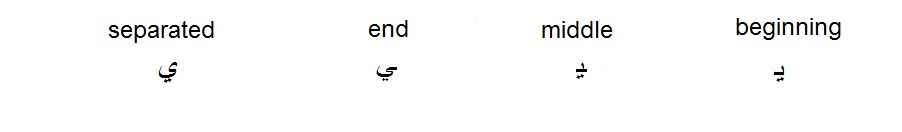 separated end middle beginning
ي ـي ـيـ يـ